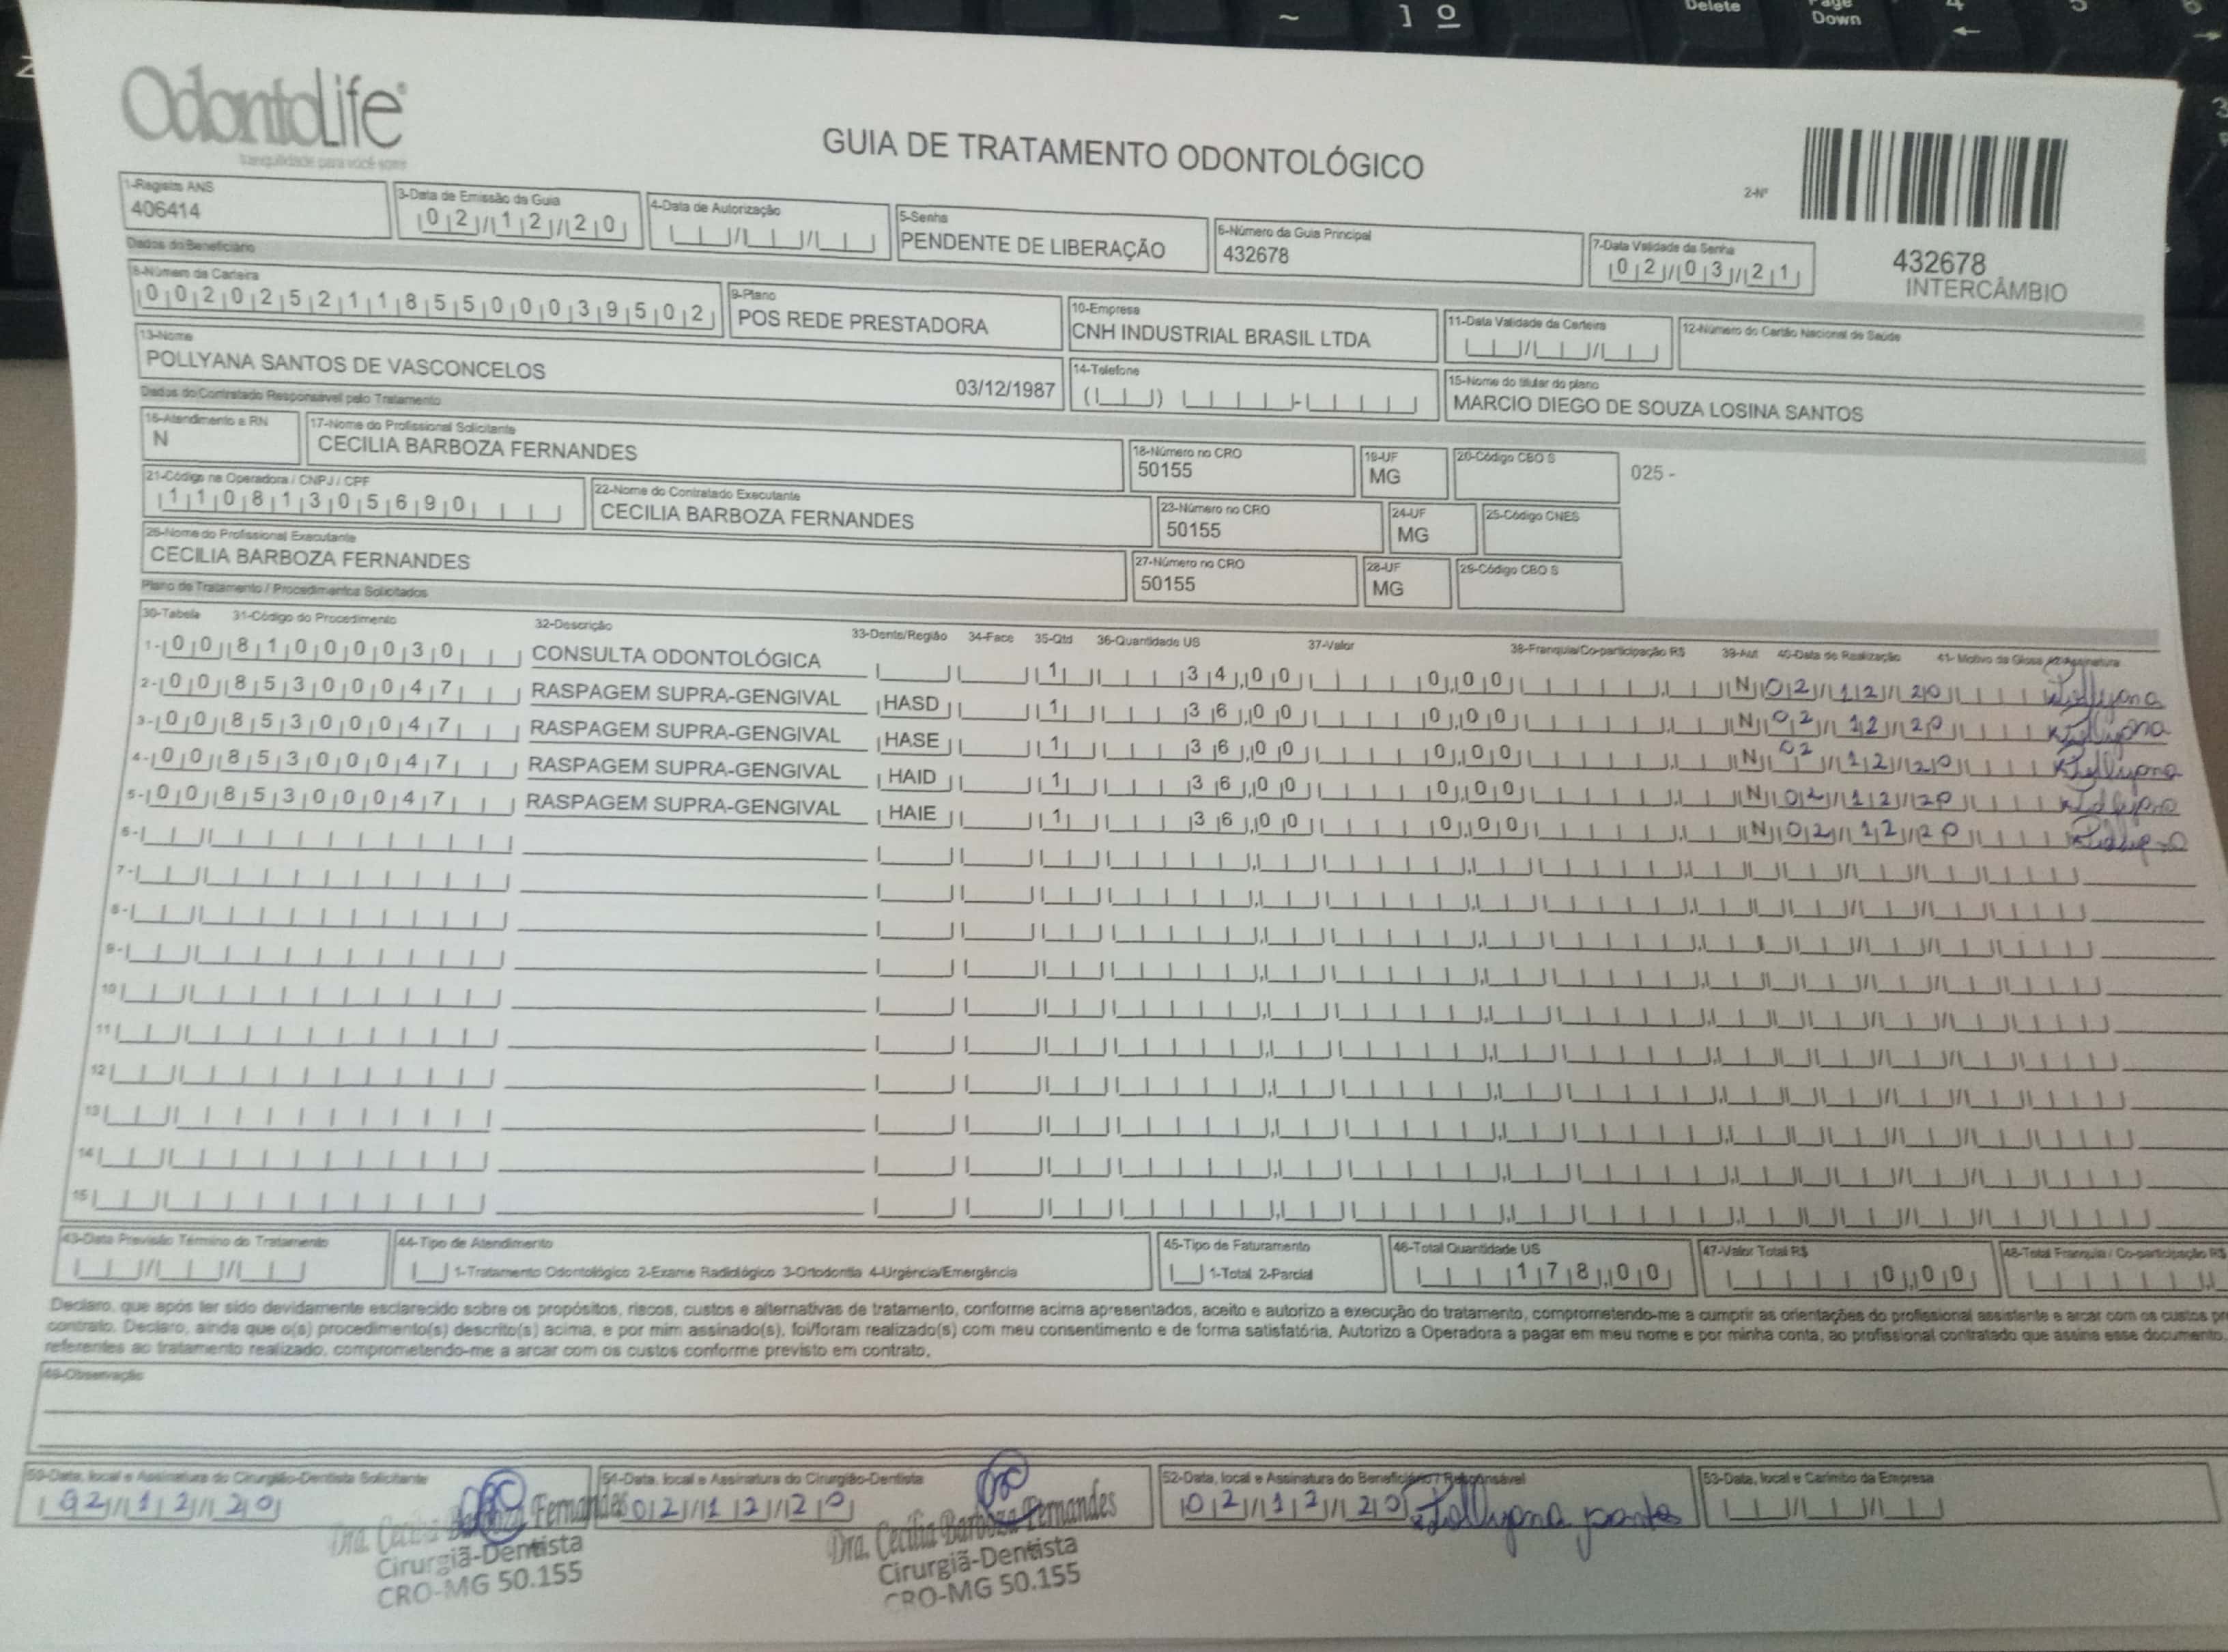 ~ ] º Delete Page Down 4 5 6
OdontoLife®
tranquilidade para você sorrir
GUIA DE TRATAMENTO ODONTOLÓGICO
2-Nº
432678
INTERCÂMBIO
1-Registro ANS
406414
3-Data de Emissão da Guia
02/12/20
4-Data de Autorização
5-Senha
PENDENTE DE LIBERAÇÃO
6-Número da Guia Principal
432678
7-Data Validade da Senha
02/03/21
Dados do Beneficiário
8-Número da Carteira
00202521185500039502
9-Plano
POS REDE PRESTADORA
10-Empresa
CNH INDUSTRIAL BRASIL LTDA
11-Data Validade da Carteira
12-Número do Cartão Nacional de Saúde
13-Nome
POLLYANA SANTOS DE VASCONCELOS 03/12/1987
14-Telefone
15-Nome do titular do plano
MARCIO DIEGO DE SOUZA LOSINA SANTOS
Dados do Contratado Responsável pelo Tratamento
16-Atendimento a RN
N
17-Nome do Profissional Solicitante
CECILIA BARBOZA FERNANDES
18-Número no CRO
50155
19-UF
MG
20-Código CBO S
025 -
21-Código na Operadora / CNPJ / CPF
11081305690
22-Nome do Contratado Executante
CECILIA BARBOZA FERNANDES
23-Número no CRO
50155
24-UF
MG
25-Código CNES
26-Nome do Profissional Executante
CECILIA BARBOZA FERNANDES
27-Número no CRO
50155
28-UF
MG
29-Código CBO S
Plano de Tratamento / Procedimentos Solicitados
30-Tabela 31-Código do Procedimento 32-Descrição 33-Dente/Região 34-Face 35-Qtd 36-Quantidade US 37-Valor 38-Franquia/Co-participação R$ 39-Aut 40-Data de Realização 41- Motivo da Glosa 42-Assinatura
1- 00 81000030 CONSULTA ODONTOLÓGICA 1 34,00 0,00 N 02/12/20 Pollyana
2- 00 85300047 RASPAGEM SUPRA-GENGIVAL HASD 1 36,00 0,00 N 02/12/20 Pollyana
3- 00 85300047 RASPAGEM SUPRA-GENGIVAL HASE 1 36,00 0,00 N 02/12/20 Pollyana
4- 00 85300047 RASPAGEM SUPRA-GENGIVAL HAID 1 36,00 0,00 N 02/12/20 Pollyana
5- 00 85300047 RASPAGEM SUPRA-GENGIVAL HAIE 1 36,00 0,00 N 02/12/20 Pollyana
6-
7-
8-
9-
10
11
12
13
14
15
43-Data Previsão Término do Tratamento
44-Tipo de Atendimento
1-Tratamento Odontológico 2-Exame Radiológico 3-Ortodontia 4-Urgência/Emergência
45-Tipo de Faturamento
1-Total 2-Parcial
46-Total Quantidade US
178,00
47-Valor Total R$
0,00
48-Total Franquia / Co-participação R$
Declaro, que após ter sido devidamente esclarecido sobre os propósitos, riscos, custos e alternativas de tratamento, conforme acima apresentados, aceito e autorizo a execução do tratamento, comprometendo-me a cumprir as orientações do profissional assistente e arcar com os custos
contrato. Declaro, ainda que o(s) procedimento(s) descrito(s) acima, e por mim assinado(s), foi/foram realizado(s) com meu consentimento e de forma satisfatória. Autorizo a Operadora a pagar em meu nome e por minha conta, ao profissional contratado que assina esse documento,
referentes ao tratamento realizado, comprometendo-me a arcar com os custos conforme previsto em contrato.
49-Observação
50-Data, local e Assinatura do Cirurgião-Dentista Solicitante
02/12/20
51-Data, local e Assinatura do Cirurgião-Dentista
02/12/20
52-Data, local e Assinatura do Beneficiário / Responsável
02/12/20 Pollyana
53-Data, local e Carimbo da Empresa
Dra. Cecília Barboza Fernandes
Cirurgiã-Dentista
CRO-MG 50.155
Dra. Cecília Barboza Fernandes
Cirurgiã-Dentista
CRO-MG 50.155